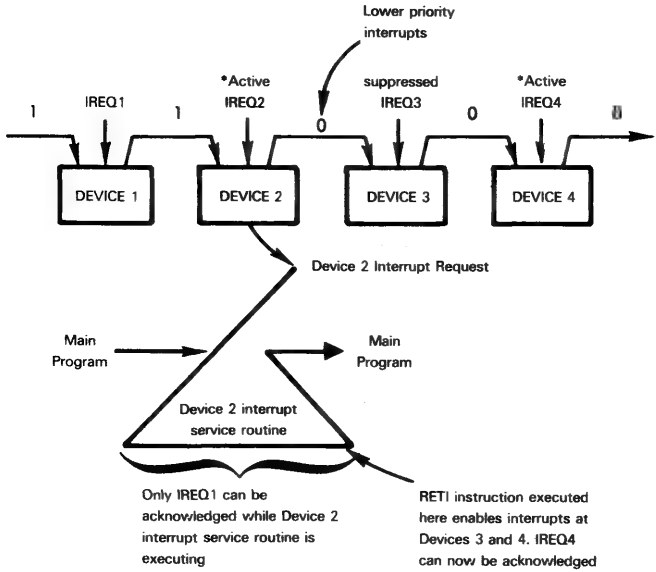 Lower priority
interrupts
*Active
suppressed
*Active
1
IREQ1
1
IREQ2
0
IREQ3
0
IREQ4
0
DEVICE 1
DEVICE 2
DEVICE 3
DEVICE 4
Device 2 Interrupt Request
Main
Program
Main
Program
Device 2 interrupt
service routine
Only IREQ1 can be
acknowledged while Device 2
interrupt service routine is
executing
RETI instruction executed
here enables interrupts at
Devices 3 and 4. IREQ4
can now be acknowledged